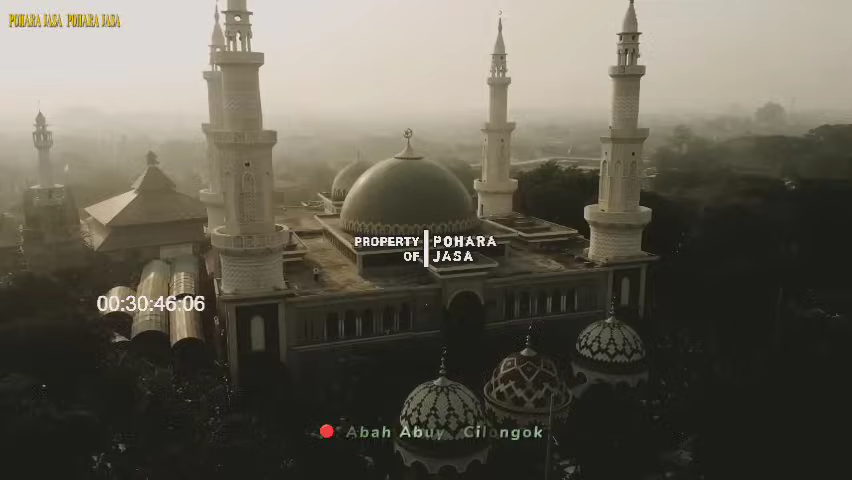 POHARA JASA POHARA JASA
PROPERTY OF
POHARA JASA
00:30:46:06
Abah Abuy Cilongok